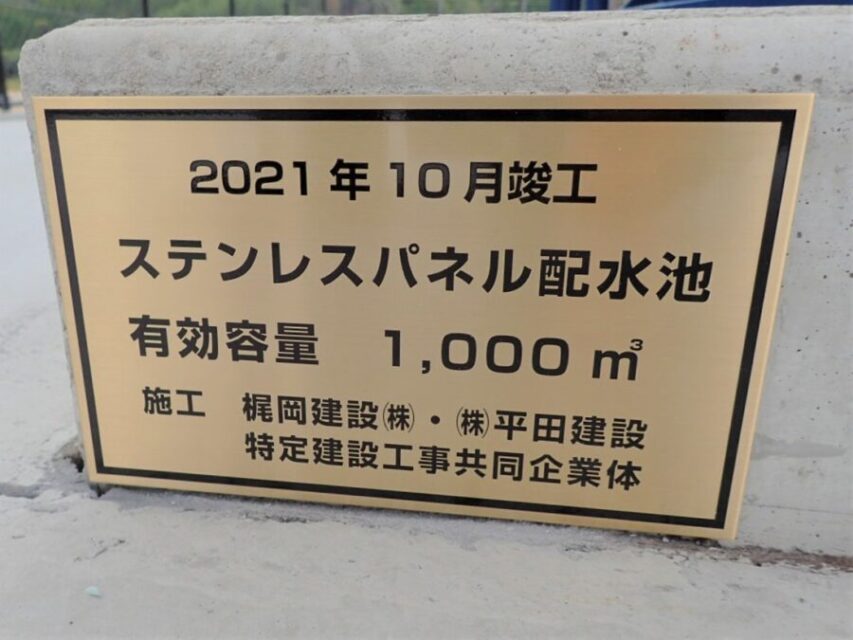 2021年10月竣工
ステンレスパネル配水池
有効容量 1,000㎥
施工 梶岡建設㈱・㈱平田建設
特定建設工事共同企業体